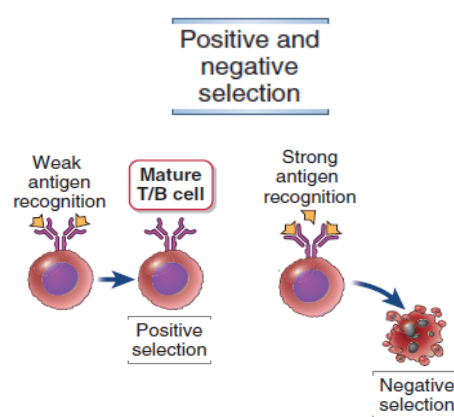 Positive and
negative
selection
Weak
antigen
recognition
Mature
T/B cell
Positive
selection
Strong
antigen
recognition
Negative
selection